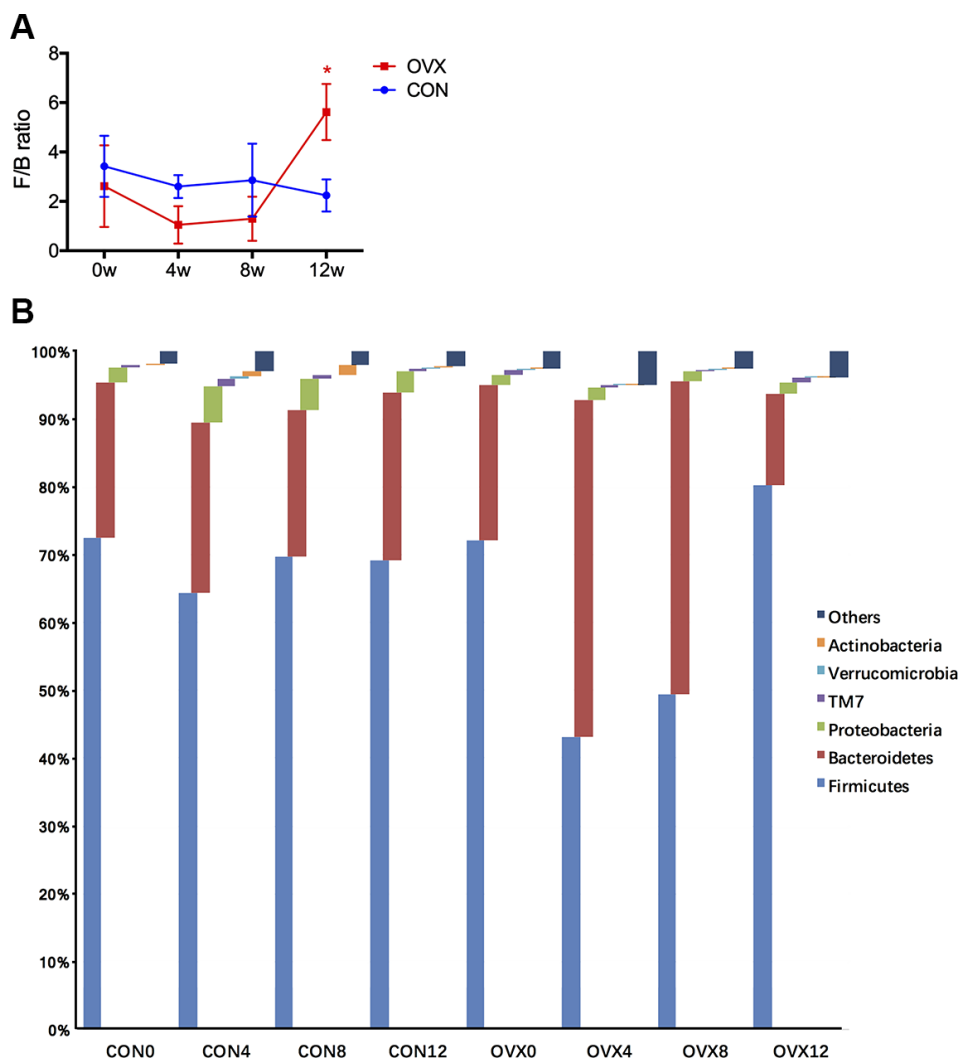 A
8
6
4
2
0
F/B ratio
*
OVX
CON
0w 4w 8w 12w
B
100%
90%
80%
70%
60%
50%
40%
30%
20%
10%
0%
Others
Actinobacteria
Verrucomicrobia
TM7
Proteobacteria
Bacteroidetes
Firmicutes
CON0 CON4 CON8 CON12 OVX0 OVX4 OVX8 OVX12